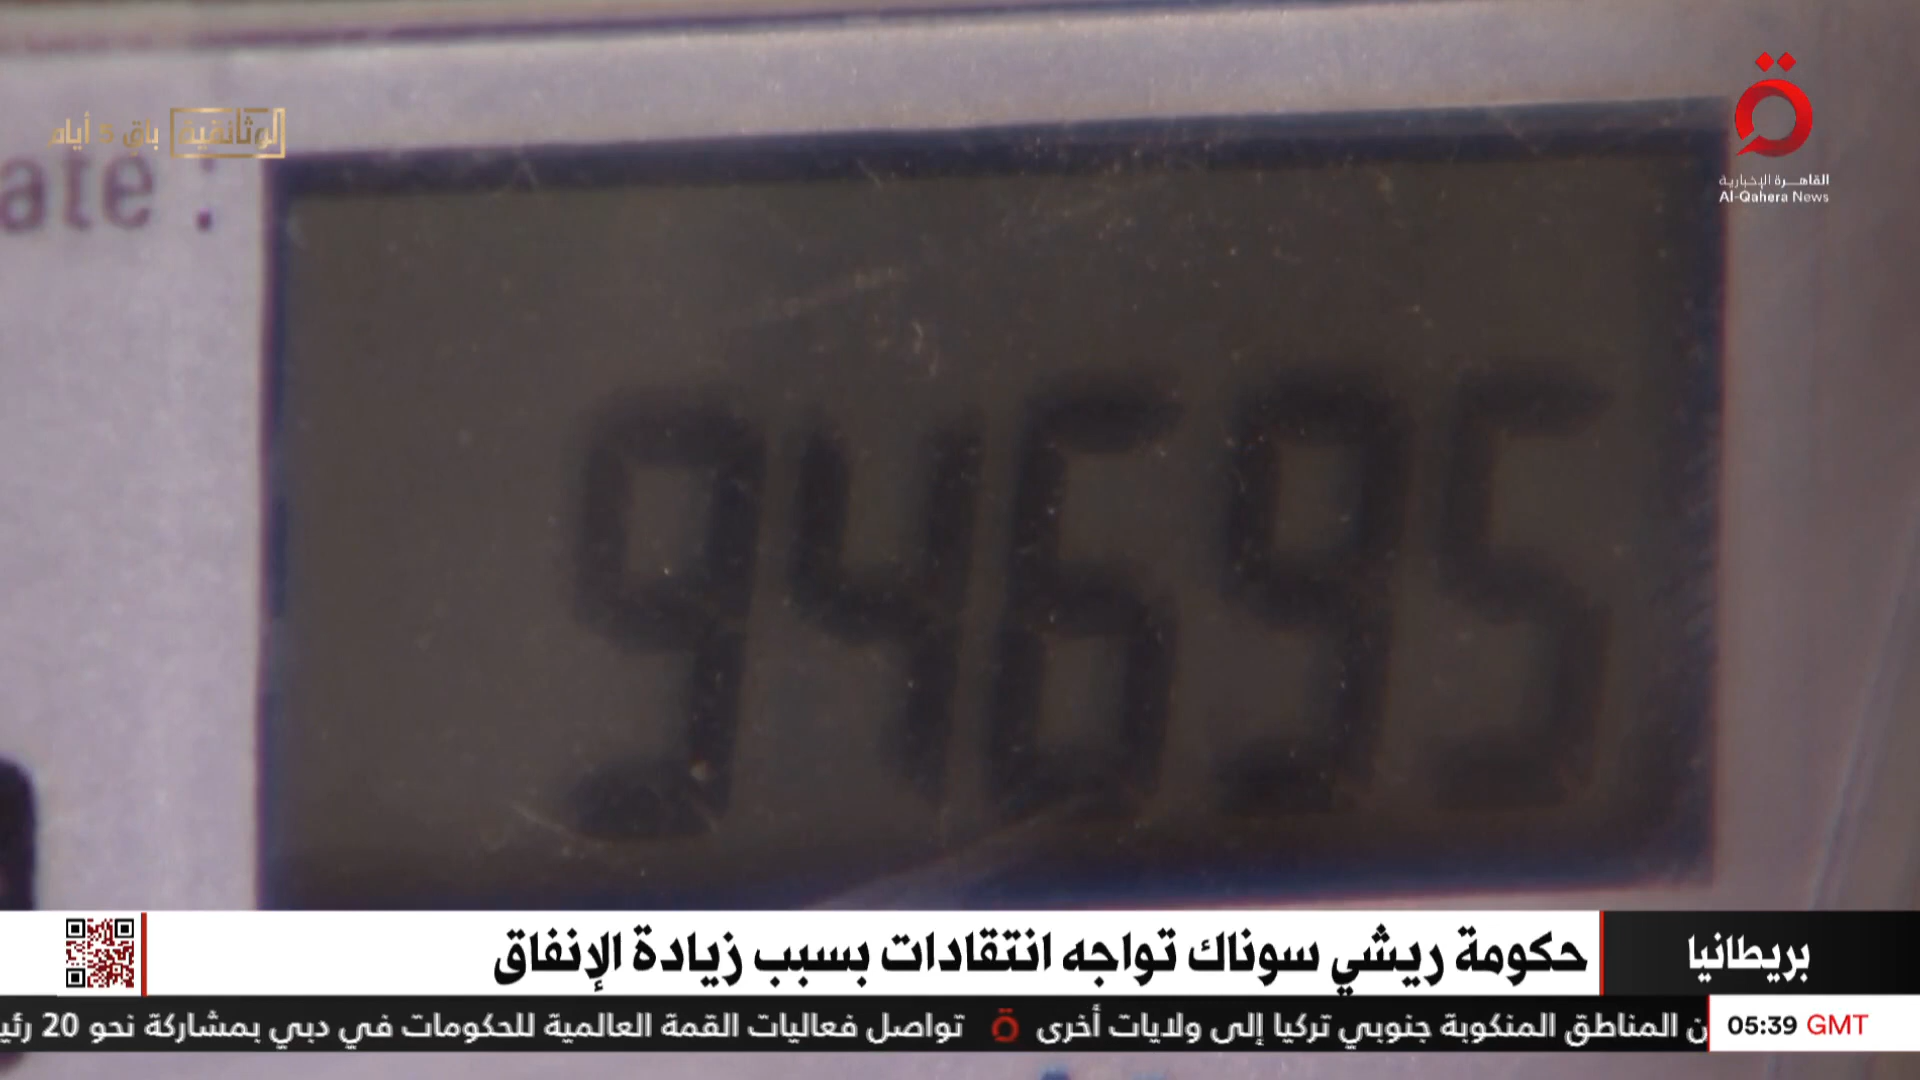 الوثائقية باق 5 أيام
القاهرة الإخبارية
Al-Qahera News
ate :
94695
بريطانيا
حكومة ريشي سوناك تواجه انتقادات بسبب زيادة الإنفاق
05:39 GMT
ن المناطق المنكوبة جنوبي تركيا إلى ولايات أخرى
تواصل فعاليات القمة العالمية للحكومات في دبي بمشاركة نحو 20 رئي